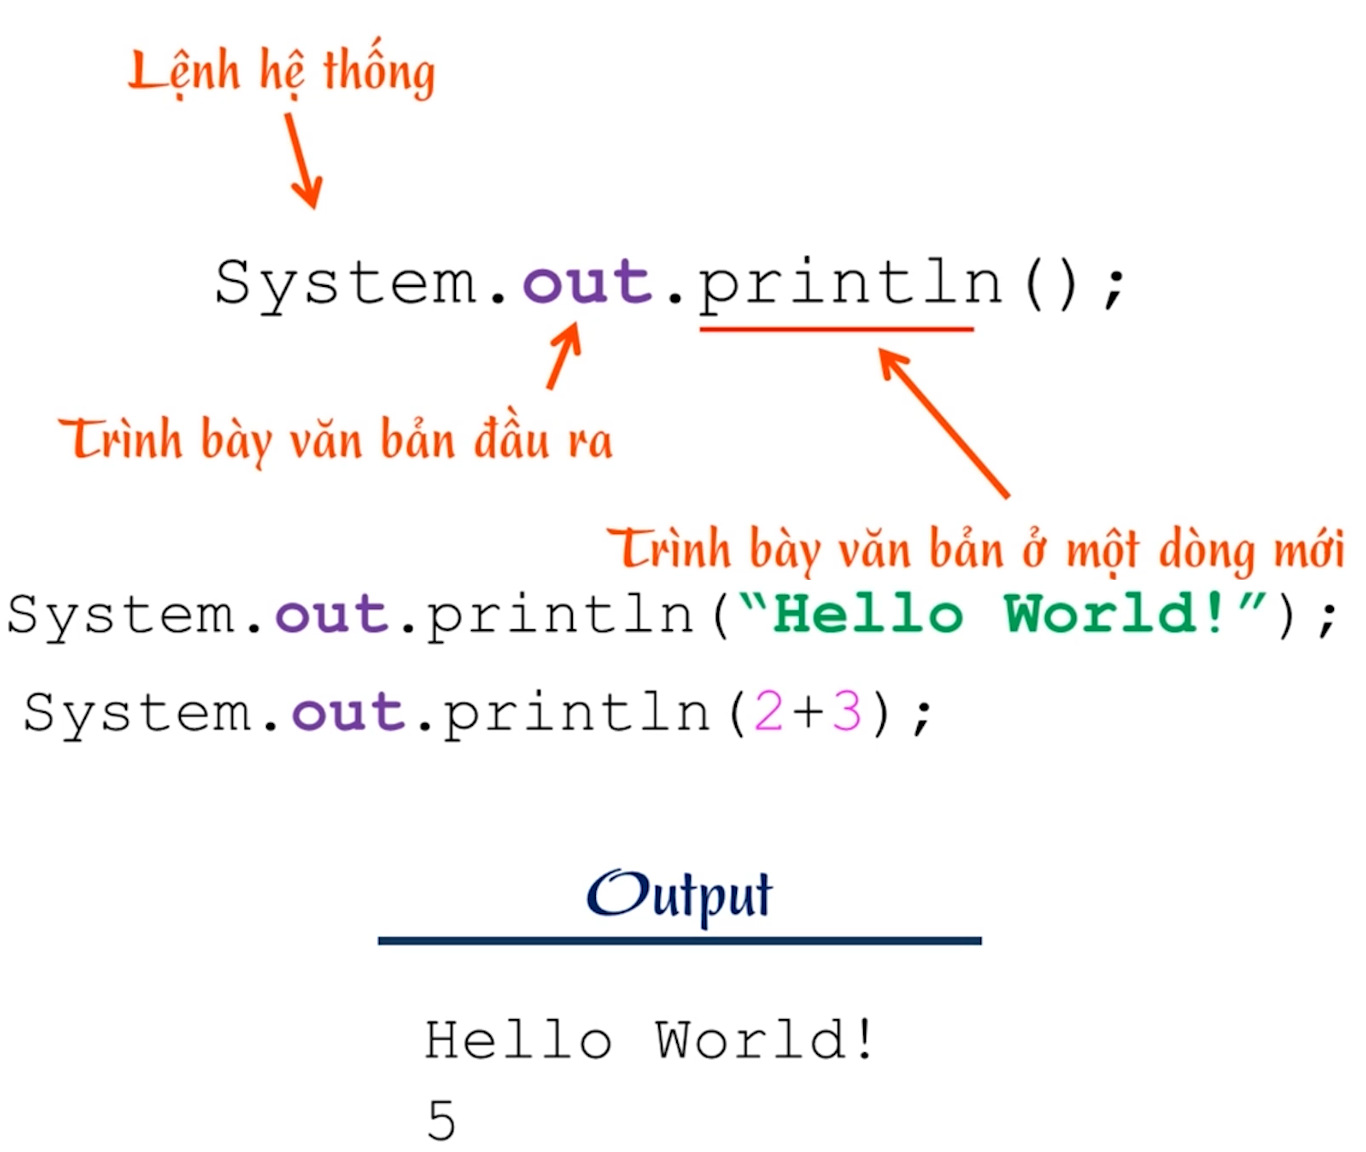 Lệnh hệ thống
System.out.println();
Trình bày văn bản đầu ra
Trình bày văn bản ở một dòng mới
System.out.println(“Hello World!”);
System.out.println(2+3);
Output
Hello World!
5